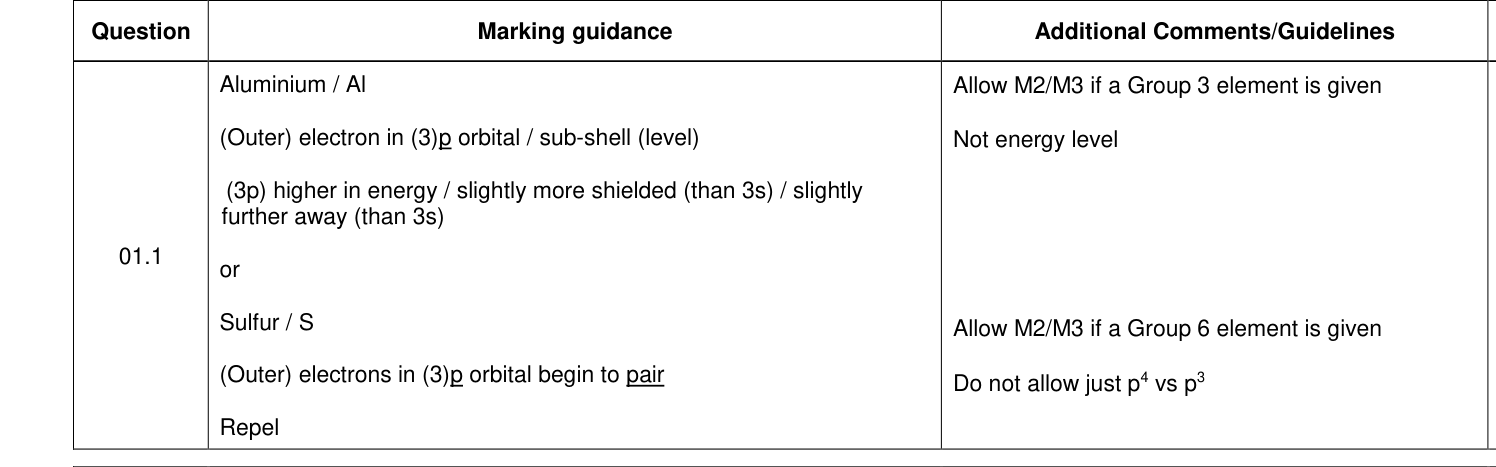 Question Marking guidance Additional Comments/Guidelines
01.1
Aluminium / Al
(Outer) electron in (3)p orbital / sub-shell (level)
(3p) higher in energy / slightly more shielded (than 3s) / slightly
further away (than 3s)
or
Sulfur / S
(Outer) electrons in (3)p orbital begin to pair
Repel
Allow M2/M3 if a Group 3 element is given
Not energy level
Allow M2/M3 if a Group 6 element is given
Do not allow just p⁴ vs p³